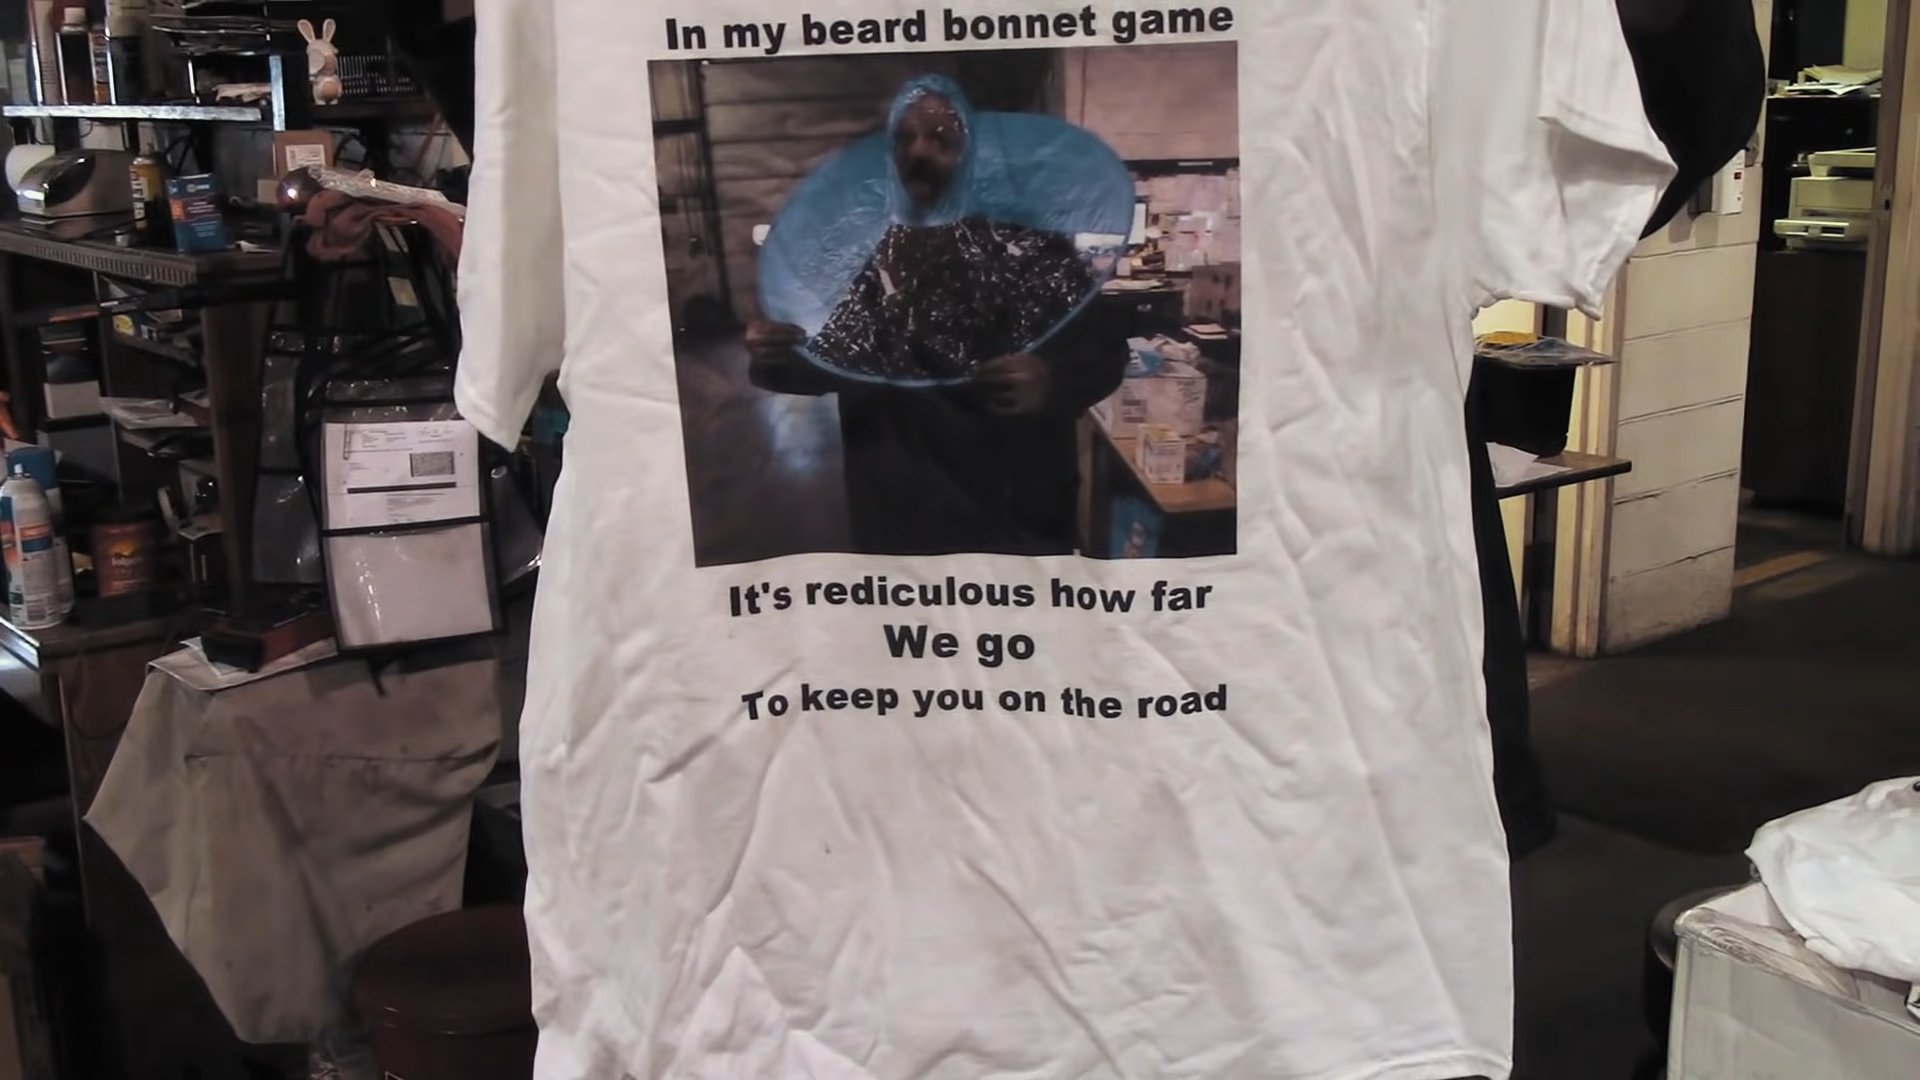 In my beard bonnet game
It's rediculous how far
We go
To keep you on the road